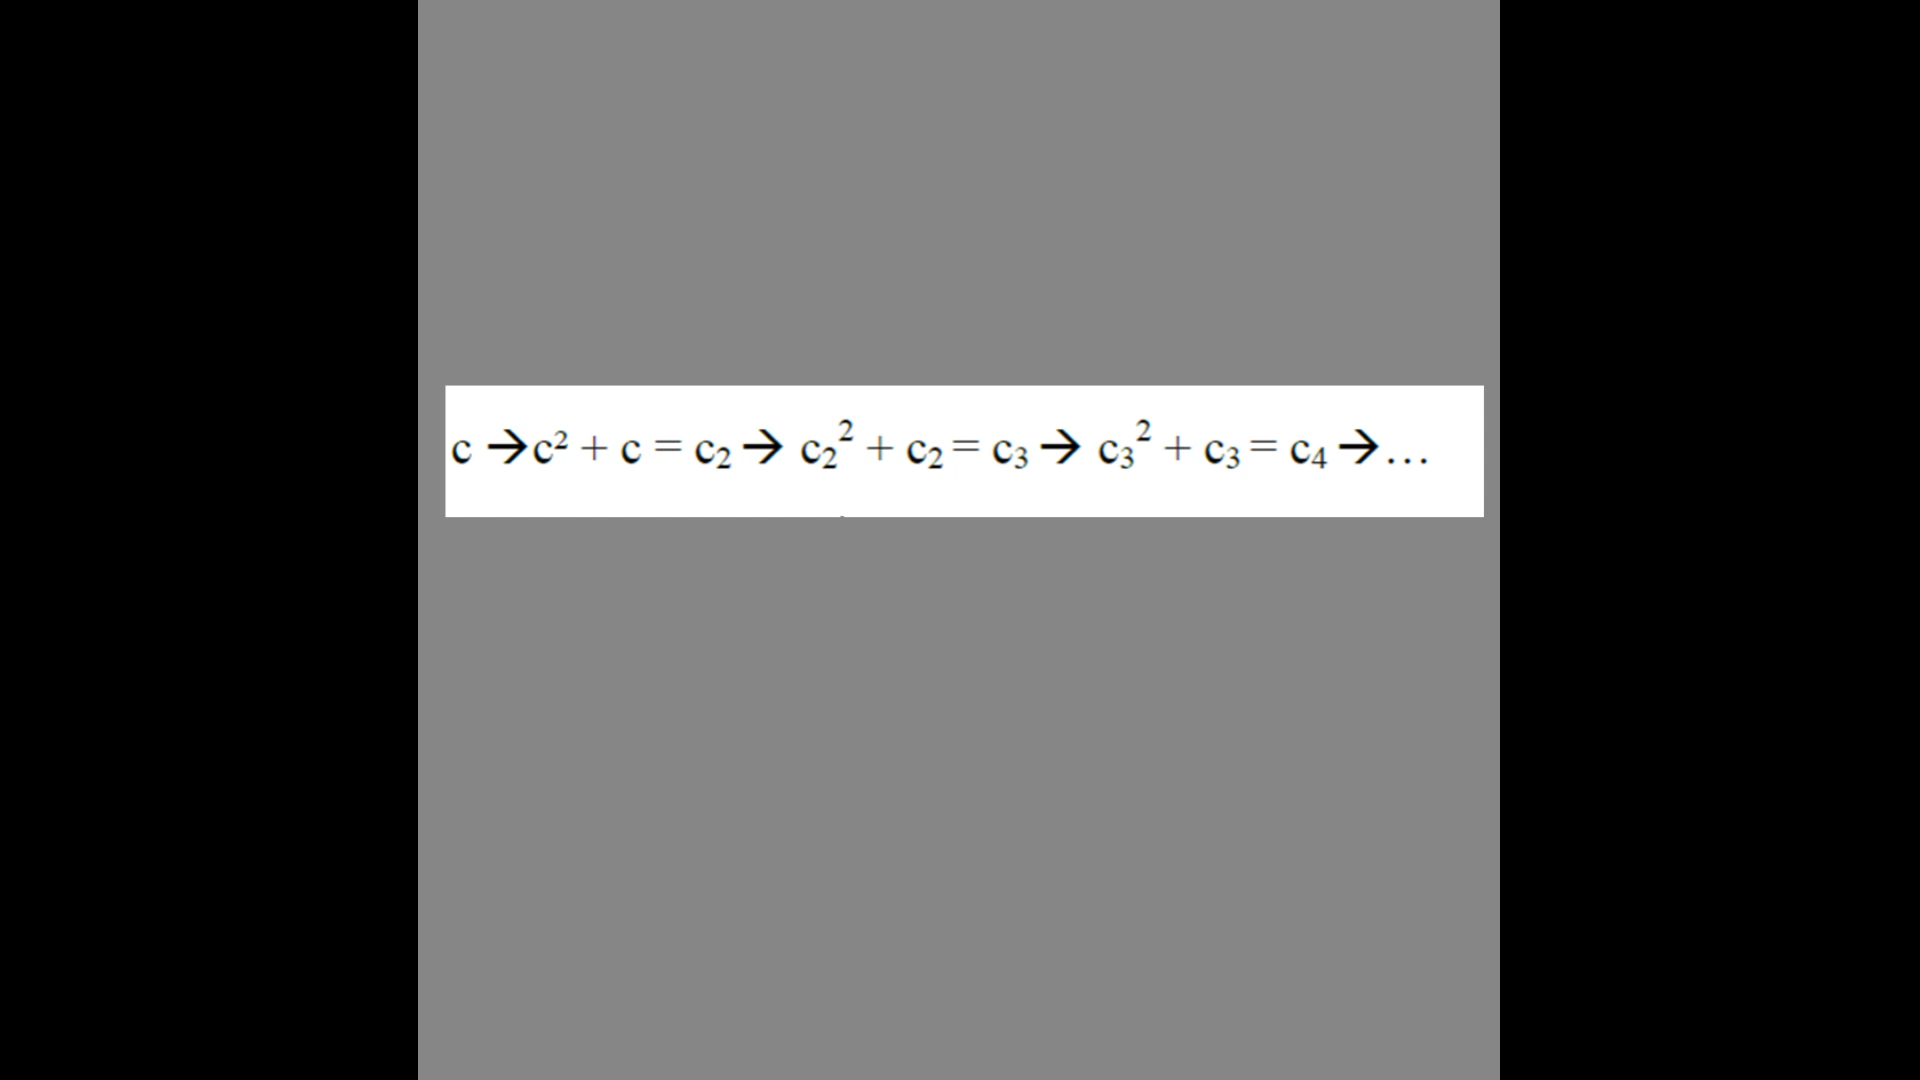 c →c² + c = c₂ → c₂² + c₂ = c₃ → c₃² + c₃ = c₄ →…